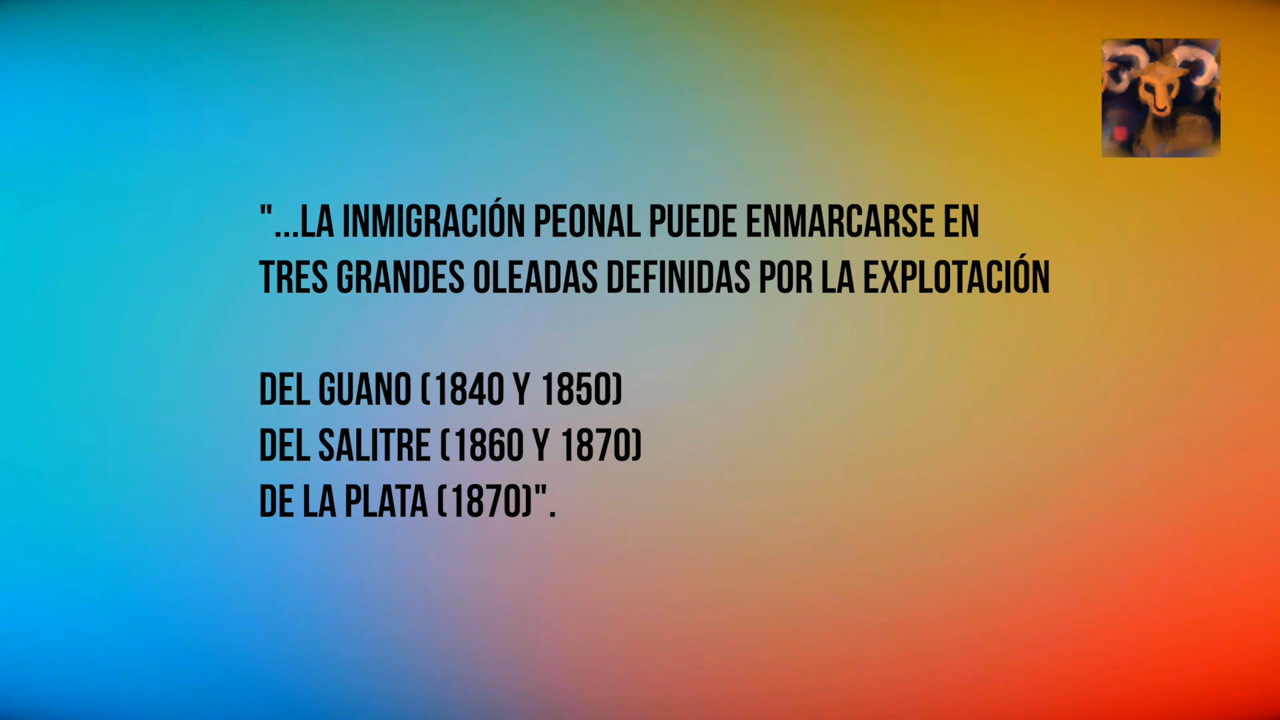 "...LA INMIGRACIÓN PEONAL PUEDE ENMARCARSE EN
TRES GRANDES OLEADAS DEFINIDAS POR LA EXPLOTACIÓN
DEL GUANO (1840 Y 1850)
DEL SALITRE (1860 Y 1870)
DE LA PLATA (1870)".